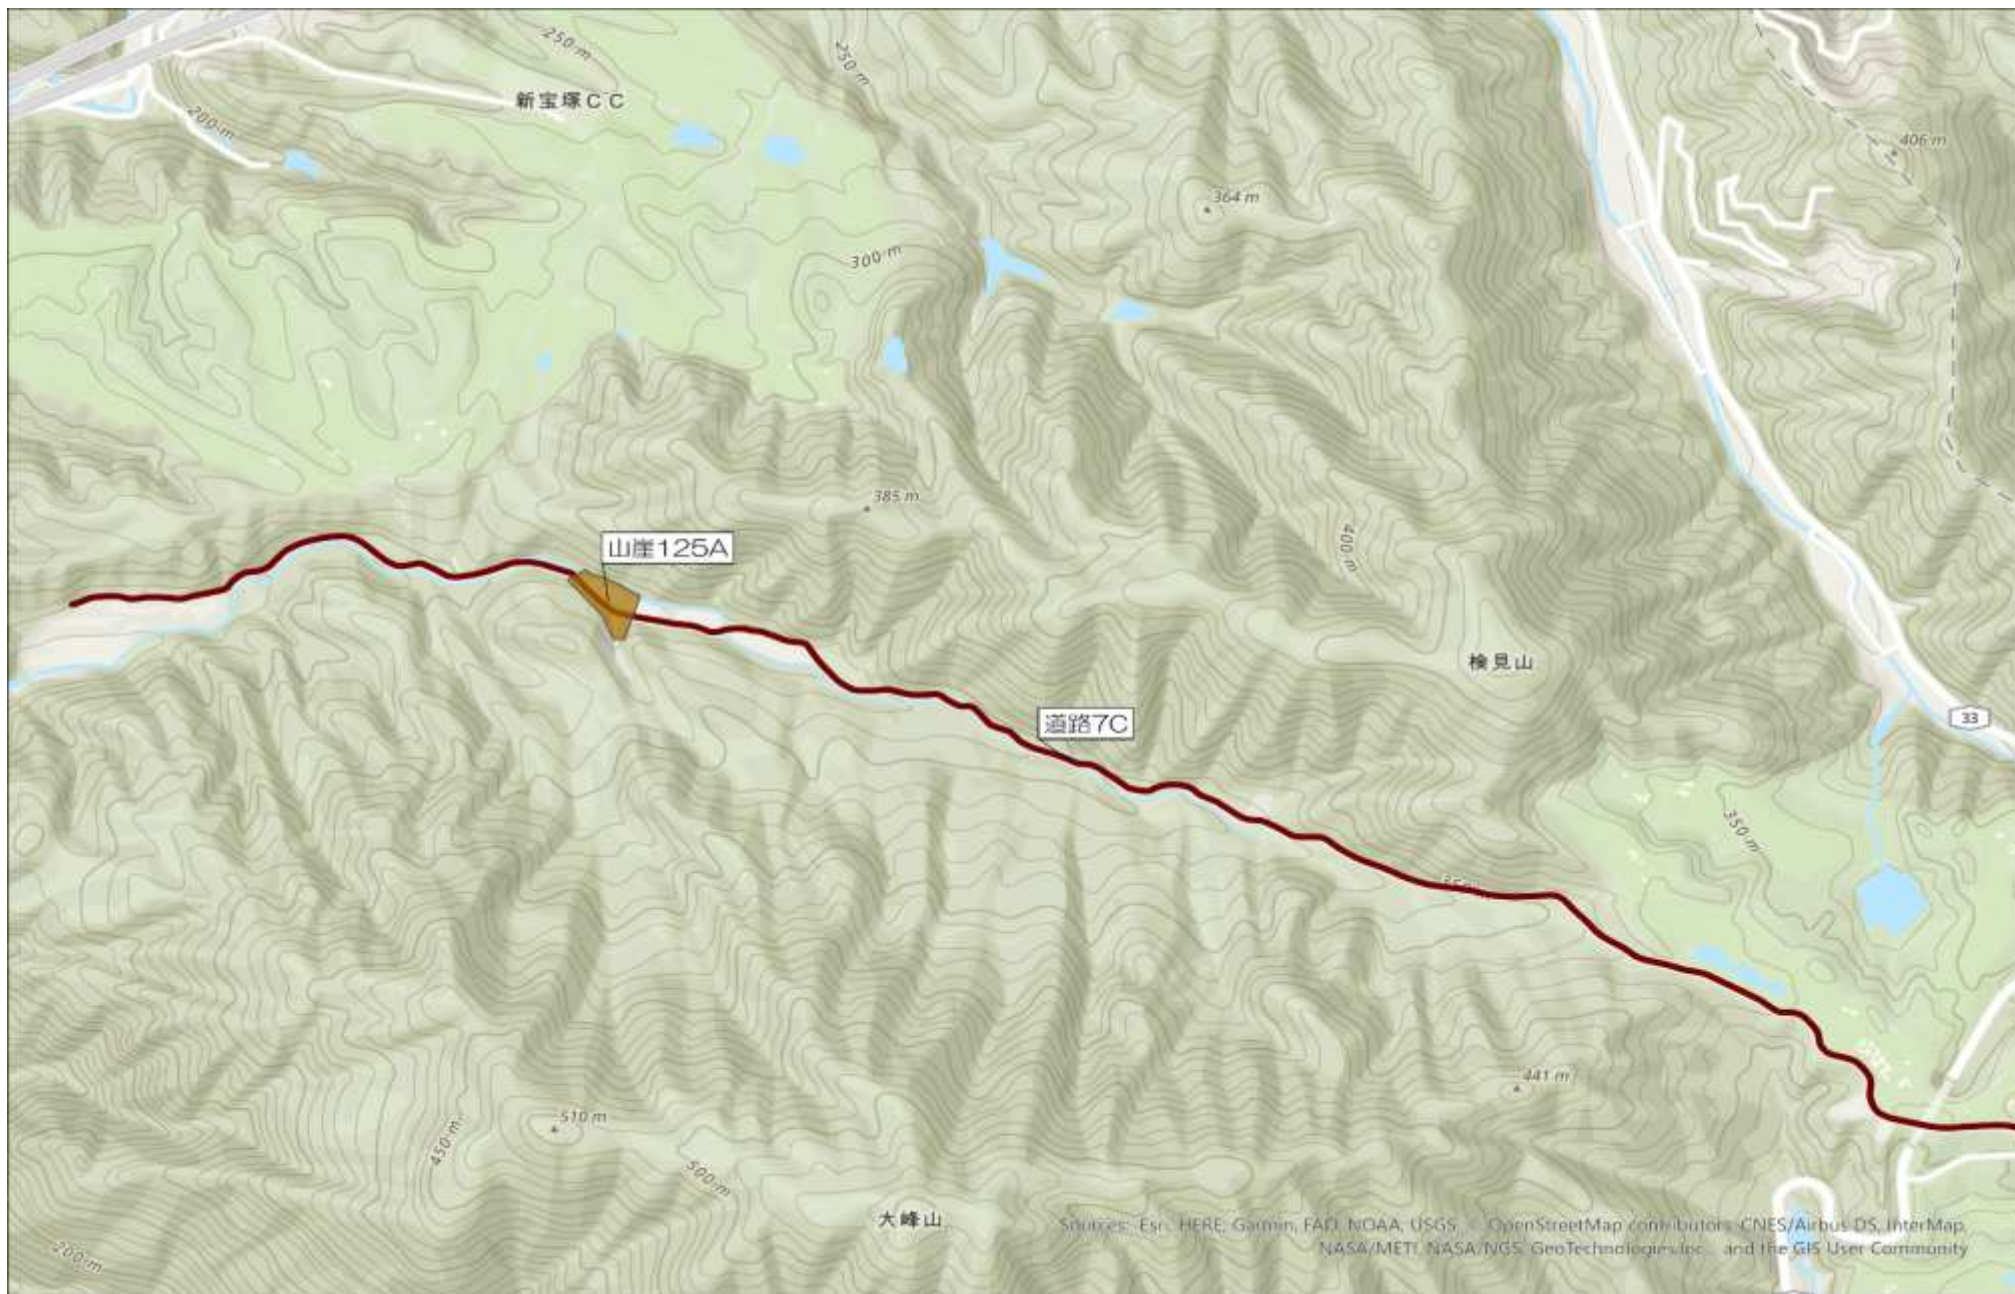 250 m
250 m
新宝塚CC
200 m
406 m
364 m
300 m
385 m
400 m
山崖125A
検見山
道路7C
33
350 m
350 m
441 m
510 m
450 m
500 m
大峰山
200 m
Sources: Esri, HERE, Garmin, FAO, NOAA, USGS, © OpenStreetMap contributors, CNES/Airbus DS, InterMap,
NASA/METI, NASA/NGS, GeoTechnologies Inc., and the GIS User Community